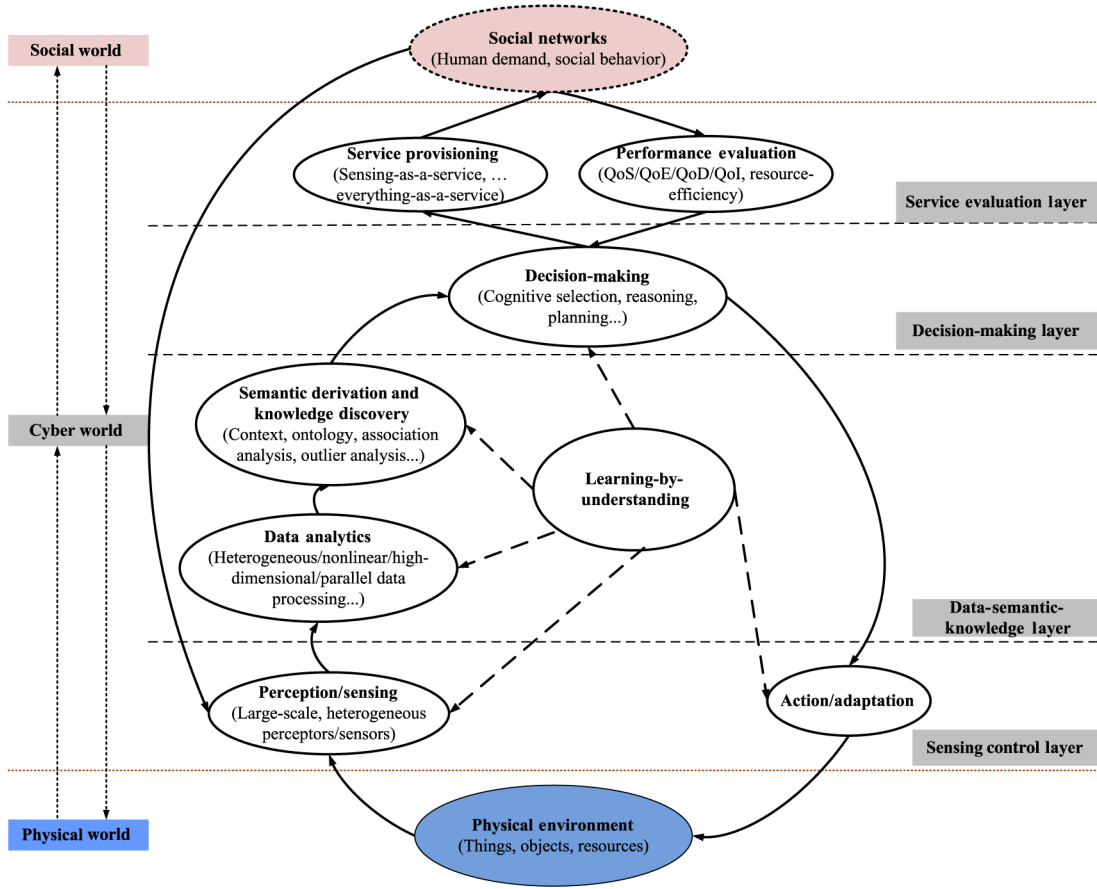 Social networks
(Human demand, social behavior)
Social world
Service provisioning
(Sensing-as-a-service, …
everything-as-a-service)
Performance evaluation
(QoS/QoE/QoD/QoI, resource-
efficiency)
Service evaluation layer
Decision-making
(Cognitive selection, reasoning,
planning...)
Decision-making layer
Semantic derivation and
knowledge discovery
(Context, ontology, association
analysis, outlier analysis...)
Cyber world
Learning-by-
understanding
Data analytics
(Heterogeneous/nonlinear/high-
dimensional/parallel data
processing...)
Data-semantic-
knowledge layer
Perception/sensing
(Large-scale, heterogeneous
perceptors/sensors)
Action/adaptation
Sensing control layer
Physical environment
(Things, objects, resources)
Physical world